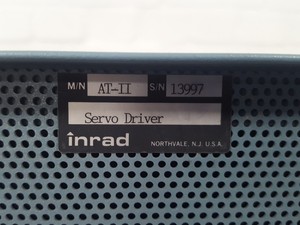 M/N AT-II S/N 13997
Servo Driver
inrad NORTHVALE, N.J. U.S.A.